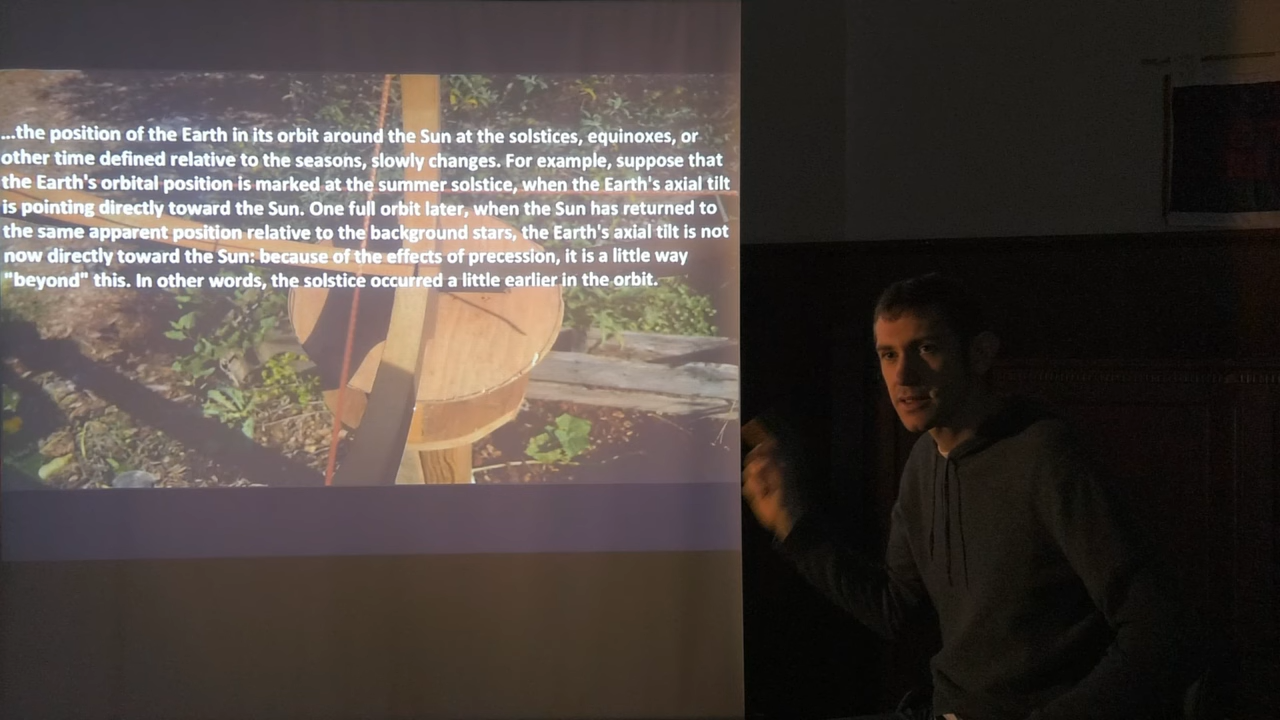 ...the position of the Earth in its orbit around the Sun at the solstices, equinoxes, or
other time defined relative to the seasons, slowly changes. For example, suppose that
the Earth's orbital position is marked at the summer solstice, when the Earth's axial tilt
is pointing directly toward the Sun. One full orbit later, when the Sun has returned to
the same apparent position relative to the background stars, the Earth's axial tilt is not
now directly toward the Sun: because of the effects of precession, it is a little way
"beyond" this. In other words, the solstice occurred a little earlier in the orbit.